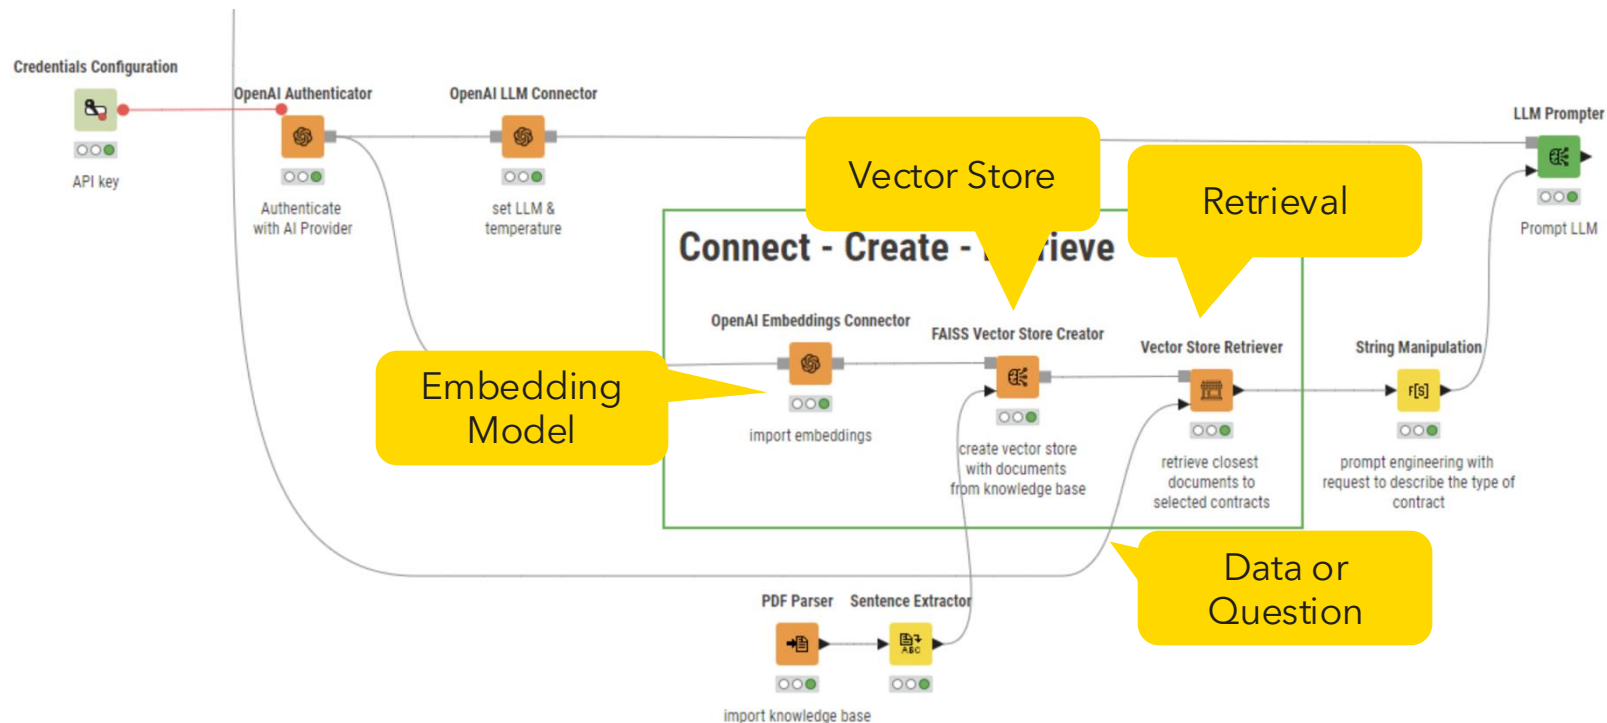 Credentials Configuration
API key
OpenAI Authenticator
Authenticate
with AI Provider
OpenAI LLM Connector
set LLM &
temperature
Vector Store
Retrieval
LLM Prompter
Prompt LLM
Connect - Create -
rieve
OpenAI Embeddings Connector
import embeddings
Embedding
Model
FAISS Vector Store Creator
create vector store
with documents
from knowledge base
Vector Store Retriever
retrieve closest
documents to
selected contracts
String Manipulation
F[S]
prompt engineering with
request to describe the type of
contract
Data or
Question
PDF Parser
import knowledge base
Sentence Extractor
ABC